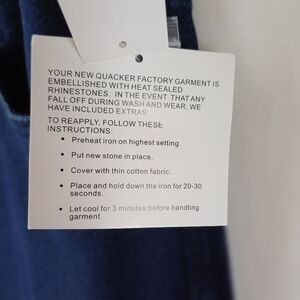 YOUR NEW QUACKER FACTORY GARMENT IS
EMBELLISHED WITH HEAT SEALED
RHINESTONES. IN THE EVENT THAT ANY
FALL OFF DURING WASH AND WEAR, WE
HAVE INCLUDED EXTRAS.
TO REAPPLY, FOLLOW THESE
INSTRUCTIONS:
• Preheat iron on highest setting.
• Put new stone in place.
• Cover with thin cotton fabric.
• Place and hold down the iron for 20-30
seconds.
• Let cool for 3 minutes before handling
garment.